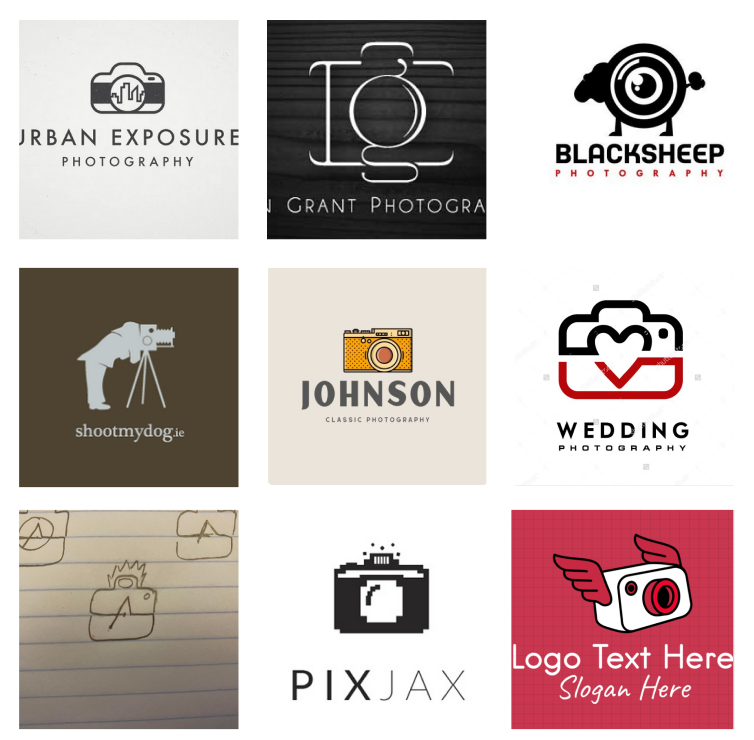 URBAN EXPOSURE
PHOTOGRAPHY
N GRANT PHOTOGRA
BLACKSHEEP
PHOTOGRAPHY
shootmydog.ie
JOHNSON
CLASSIC PHOTOGRAPHY
WEDDING
PHOTOGRAPHY
PIXJAX
Logo Text Here
Slogan Here